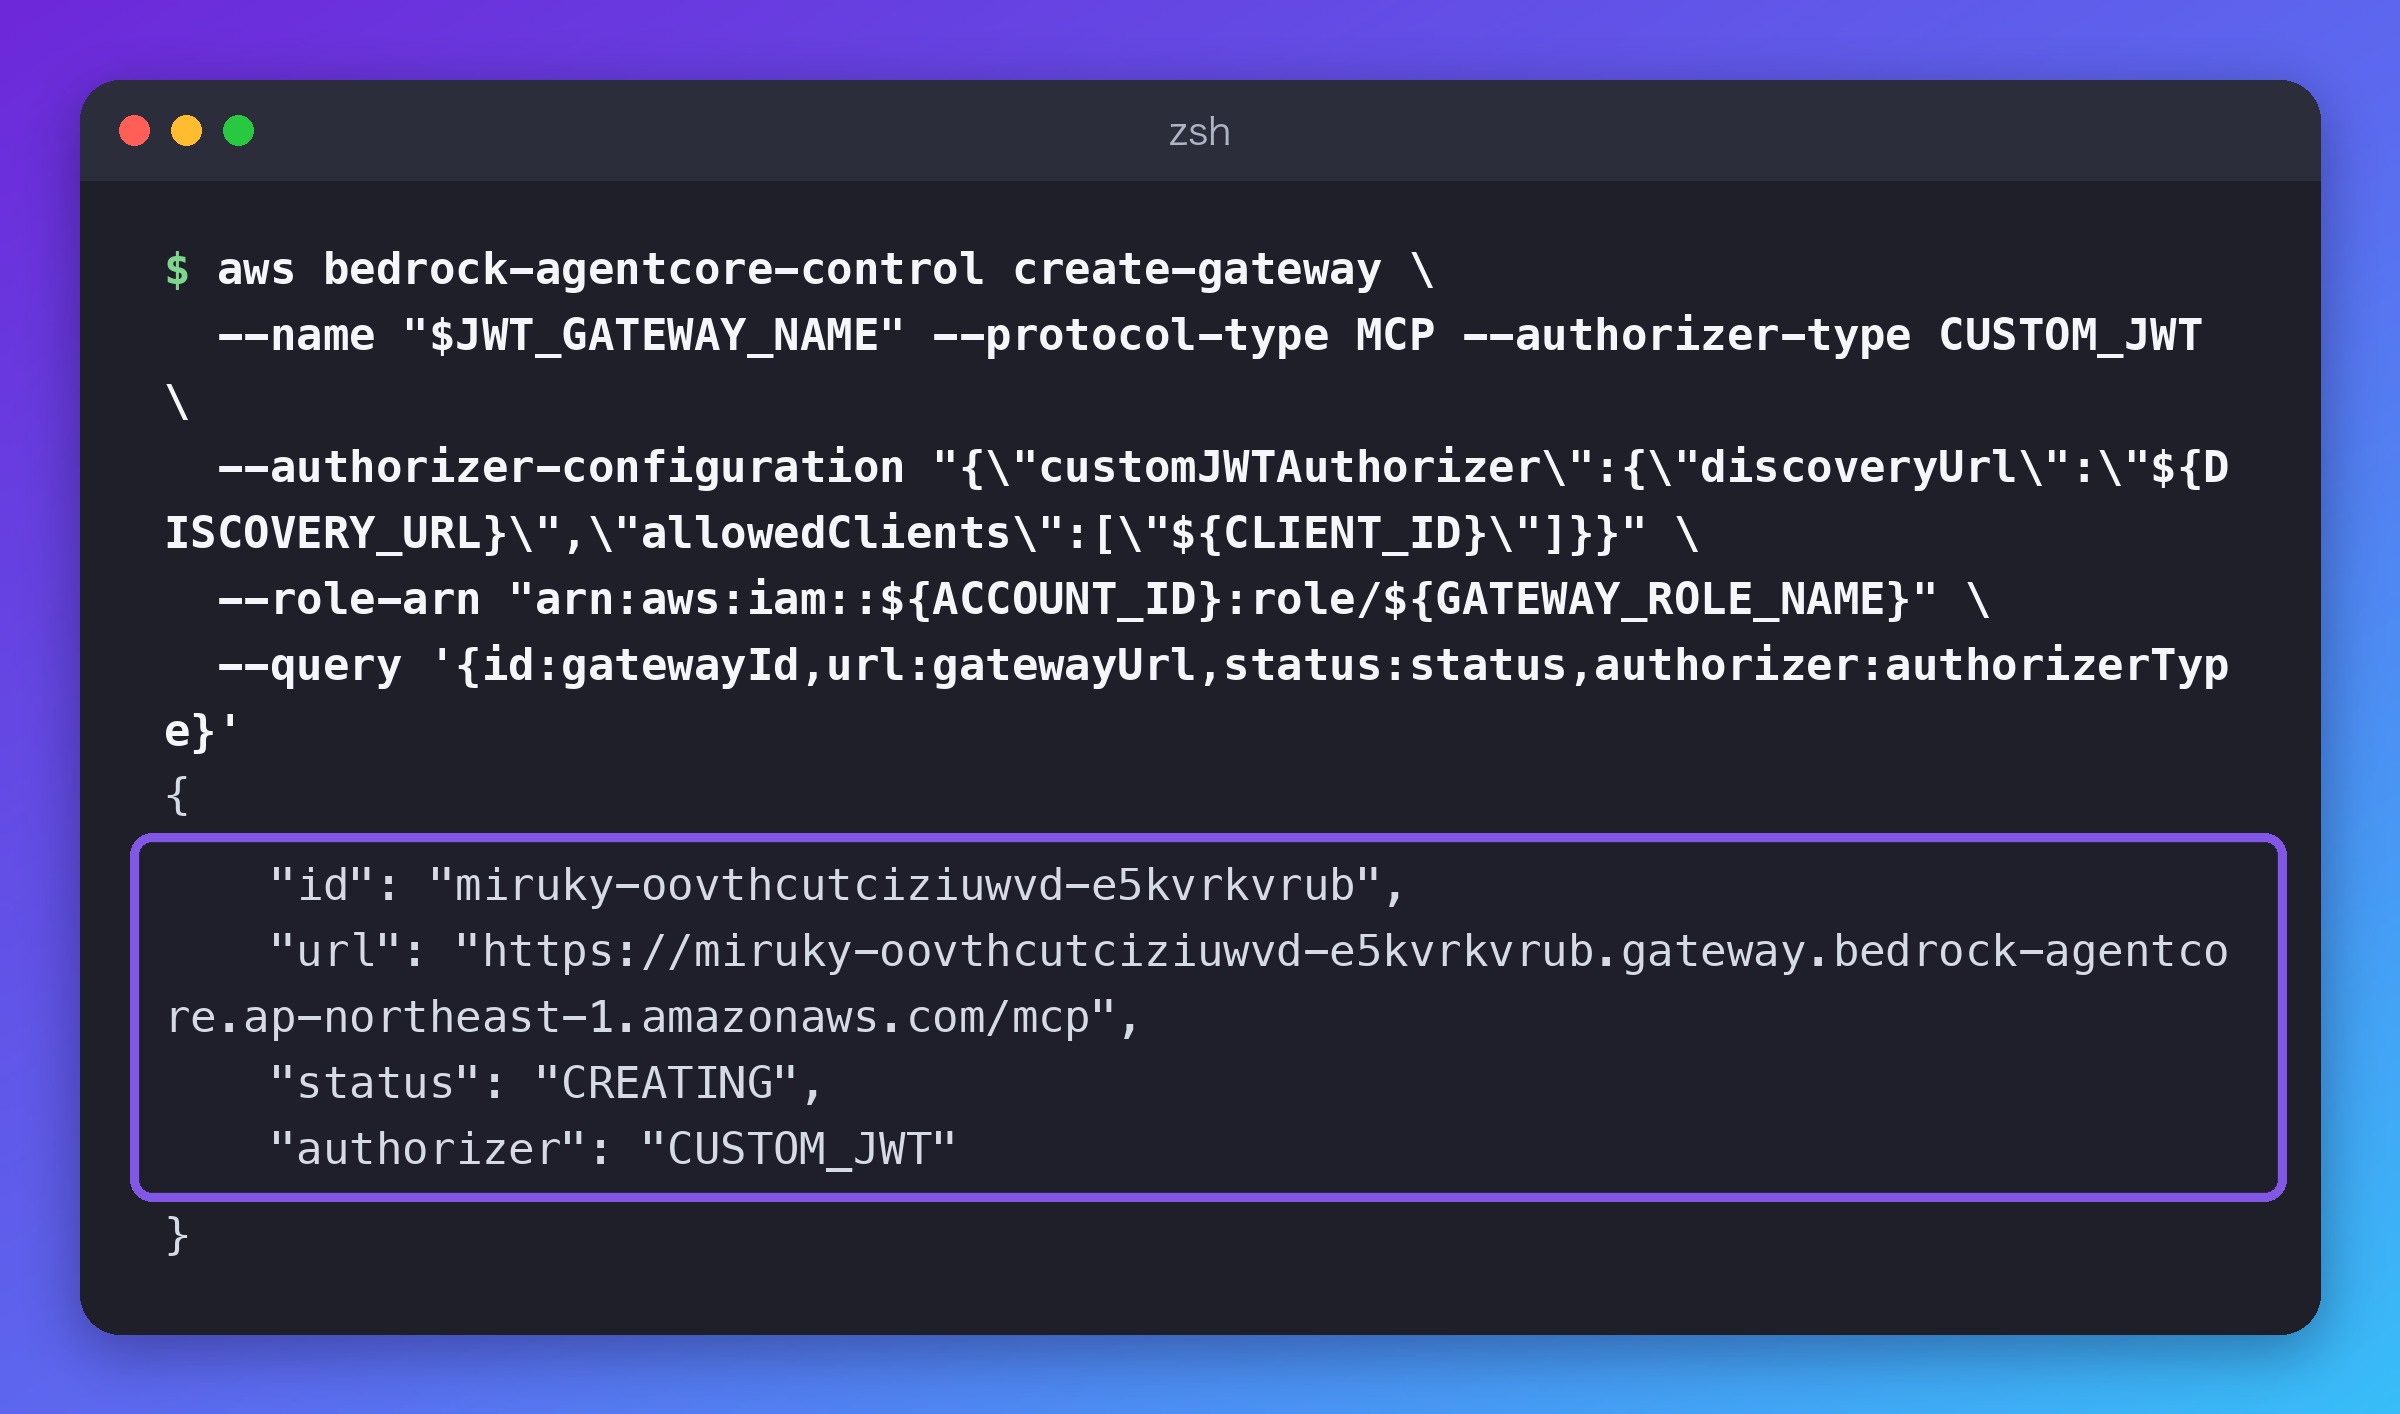 zsh
$ aws bedrock-agentcore-control create-gateway \
  --name "$JWT_GATEWAY_NAME" --protocol-type MCP --authorizer-type CUSTOM_JWT
\
  --authorizer-configuration "{\"customJWTAuthorizer\":{\"discoveryUrl\":\"${D
ISCOVERY_URL}\",\"allowedClients\":[\"${CLIENT_ID}\"]}}" \
  --role-arn "arn:aws:iam::${ACCOUNT_ID}:role/${GATEWAY_ROLE_NAME}" \
  --query '{id:gatewayId,url:gatewayUrl,status:status,authorizer:authorizerTyp
e}'
{
    "id": "miruky-oovthcutciziuwvd-e5kvrkvrub",
    "url": "https://miruky-oovthcutciziuwvd-e5kvrkvrub.gateway.bedrock-agentco
re.ap-northeast-1.amazonaws.com/mcp",
    "status": "CREATING",
    "authorizer": "CUSTOM_JWT"
}